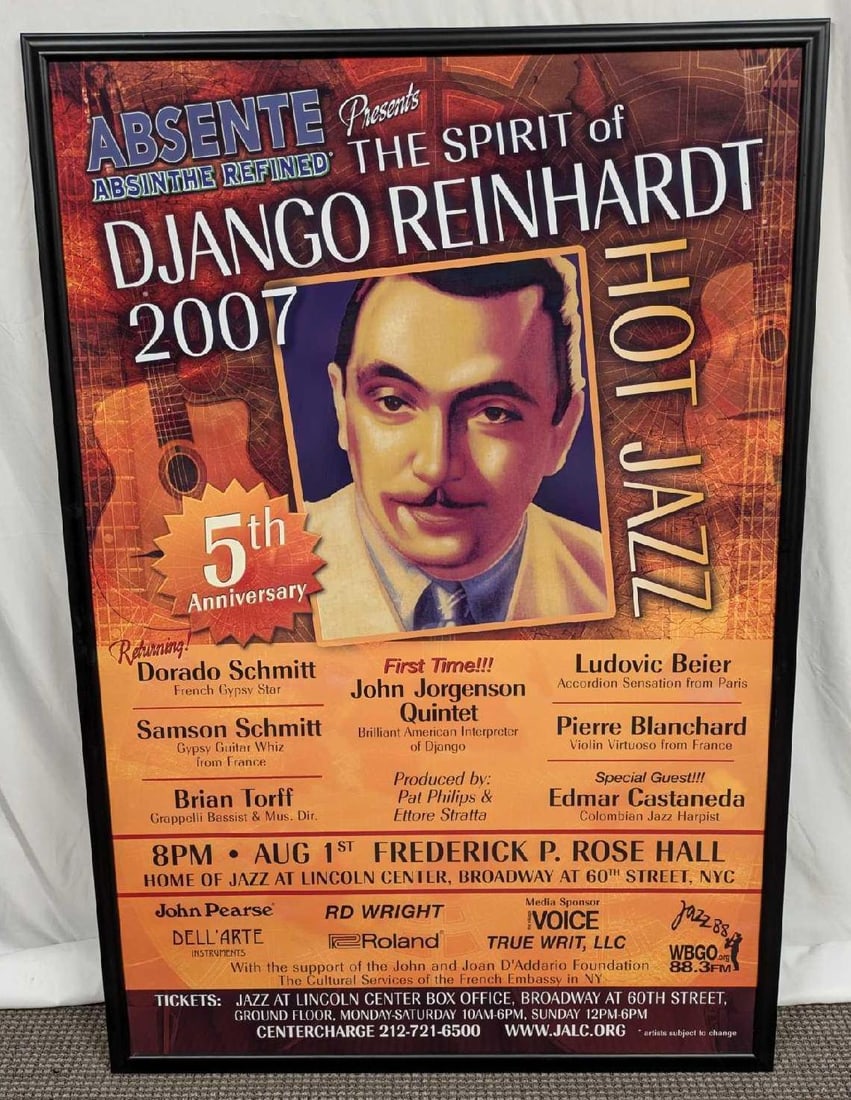 ABSENTE
ABSINTHE REFINED
Presents
THE SPIRIT of
DJANGO REINHARDT
2007
HOT JAZZ
5th
Anniversary
Returning!
Dorado Schmitt
French Gypsy Star
Samson Schmitt
Gypsy Guitar Whiz
from France
Brian Torff
Grappelli Bassist & Mus. Dir.
First Time!!!
John Jorgenson
Quintet
Brilliant American Interpreter
of Django
Produced by:
Pat Philips &
Ettore Stratta
Ludovic Beier
Accordion Sensation from Paris
Pierre Blanchard
Violin Virtuoso from France
Special Guest!!!
Edmar Castaneda
Colombian Jazz Harpist
8PM • AUG 1ST FREDERICK P. ROSE HALL
HOME OF JAZZ AT LINCOLN CENTER, BROADWAY AT 60TH STREET, NYC
John Pearse®
RD WRIGHT
Media Sponsor
the village VOICE
Jazz 88
DELL'ARTE
INSTRUMENTS
Roland
TRUE WRIT, LLC
WBGO.org
88.3FM
With the support of the John and Joan D'Addario Foundation
The Cultural Services of the French Embassy in NY
TICKETS: JAZZ AT LINCOLN CENTER BOX OFFICE, BROADWAY AT 60TH STREET,
GROUND FLOOR, MONDAY-SATURDAY 10AM-6PM, SUNDAY 12PM-6PM
CENTERCHARGE 212-721-6500 WWW.JALC.ORG * artists subject to change